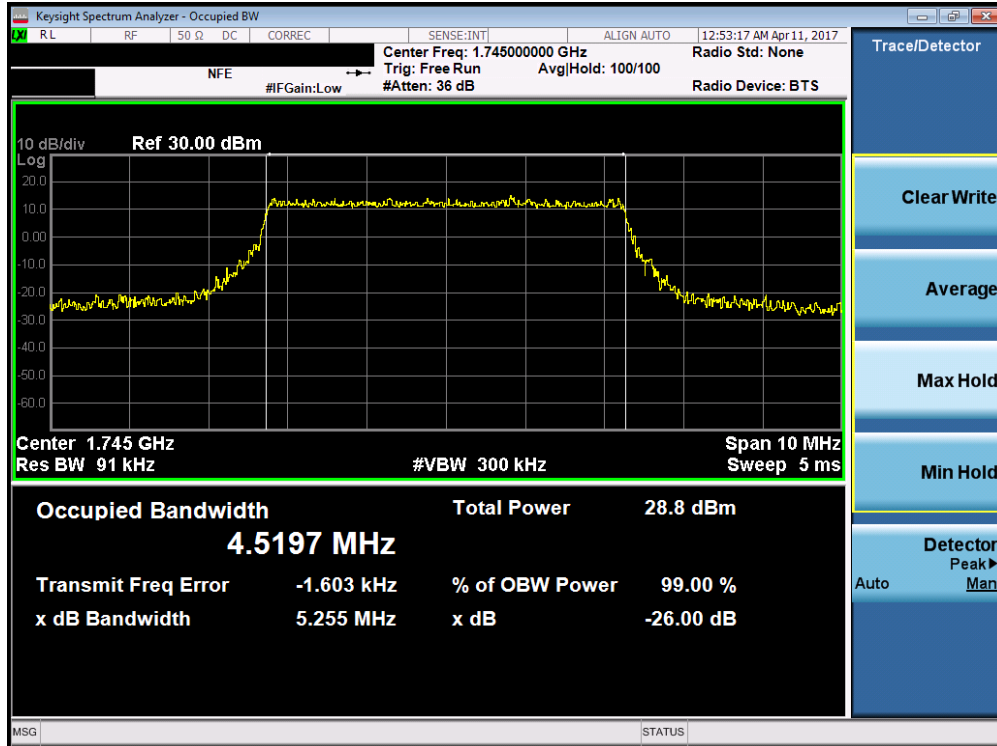 Keysight Spectrum Analyzer - Occupied BW
LXI RL RF 50 Ω DC CORREC SENSE:INT ALIGN AUTO 12:53:17 AM Apr 11, 2017
Center Freq: 1.745000000 GHz Radio Std: None
NFE Trig: Free Run Avg|Hold: 100/100
#IFGain:Low #Atten: 36 dB Radio Device: BTS
10 dB/div Ref 30.00 dBm
Log
20.0
10.0
0.00
-10.0
-20.0
-30.0
-40.0
-50.0
-60.0
Center 1.745 GHz Span 10 MHz
Res BW 91 kHz #VBW 300 kHz Sweep 5 ms
Occupied Bandwidth Total Power 28.8 dBm
4.5197 MHz
Transmit Freq Error -1.603 kHz % of OBW Power 99.00 %
x dB Bandwidth 5.255 MHz x dB -26.00 dB
MSG STATUS
Trace/Detector
Clear Write
Average
Max Hold
Min Hold
Detector
Peak▶
Auto Man